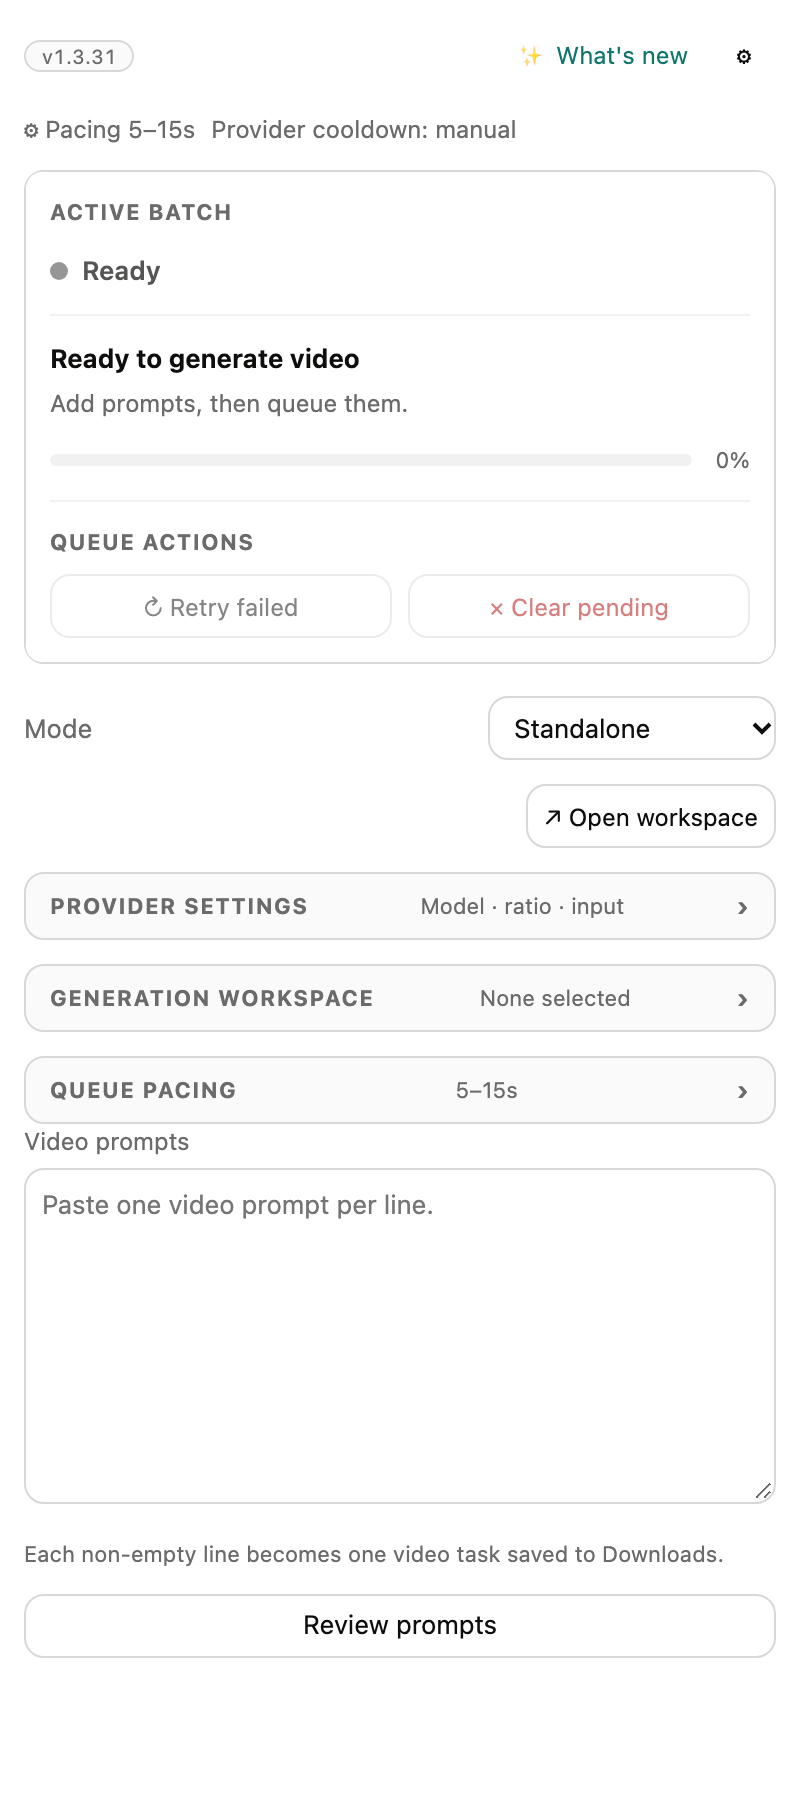 v1.3.31
✨ What's new ⚙
⚙ Pacing 5–15s Provider cooldown: manual
ACTIVE BATCH
Ready
Ready to generate video
Add prompts, then queue them.
0%
QUEUE ACTIONS
↻ Retry failed
× Clear pending
Mode
Standalone
↗ Open workspace
PROVIDER SETTINGS Model · ratio · input ›
GENERATION WORKSPACE None selected ›
QUEUE PACING 5–15s ›
Video prompts
Paste one video prompt per line.
Each non-empty line becomes one video task saved to Downloads.
Review prompts